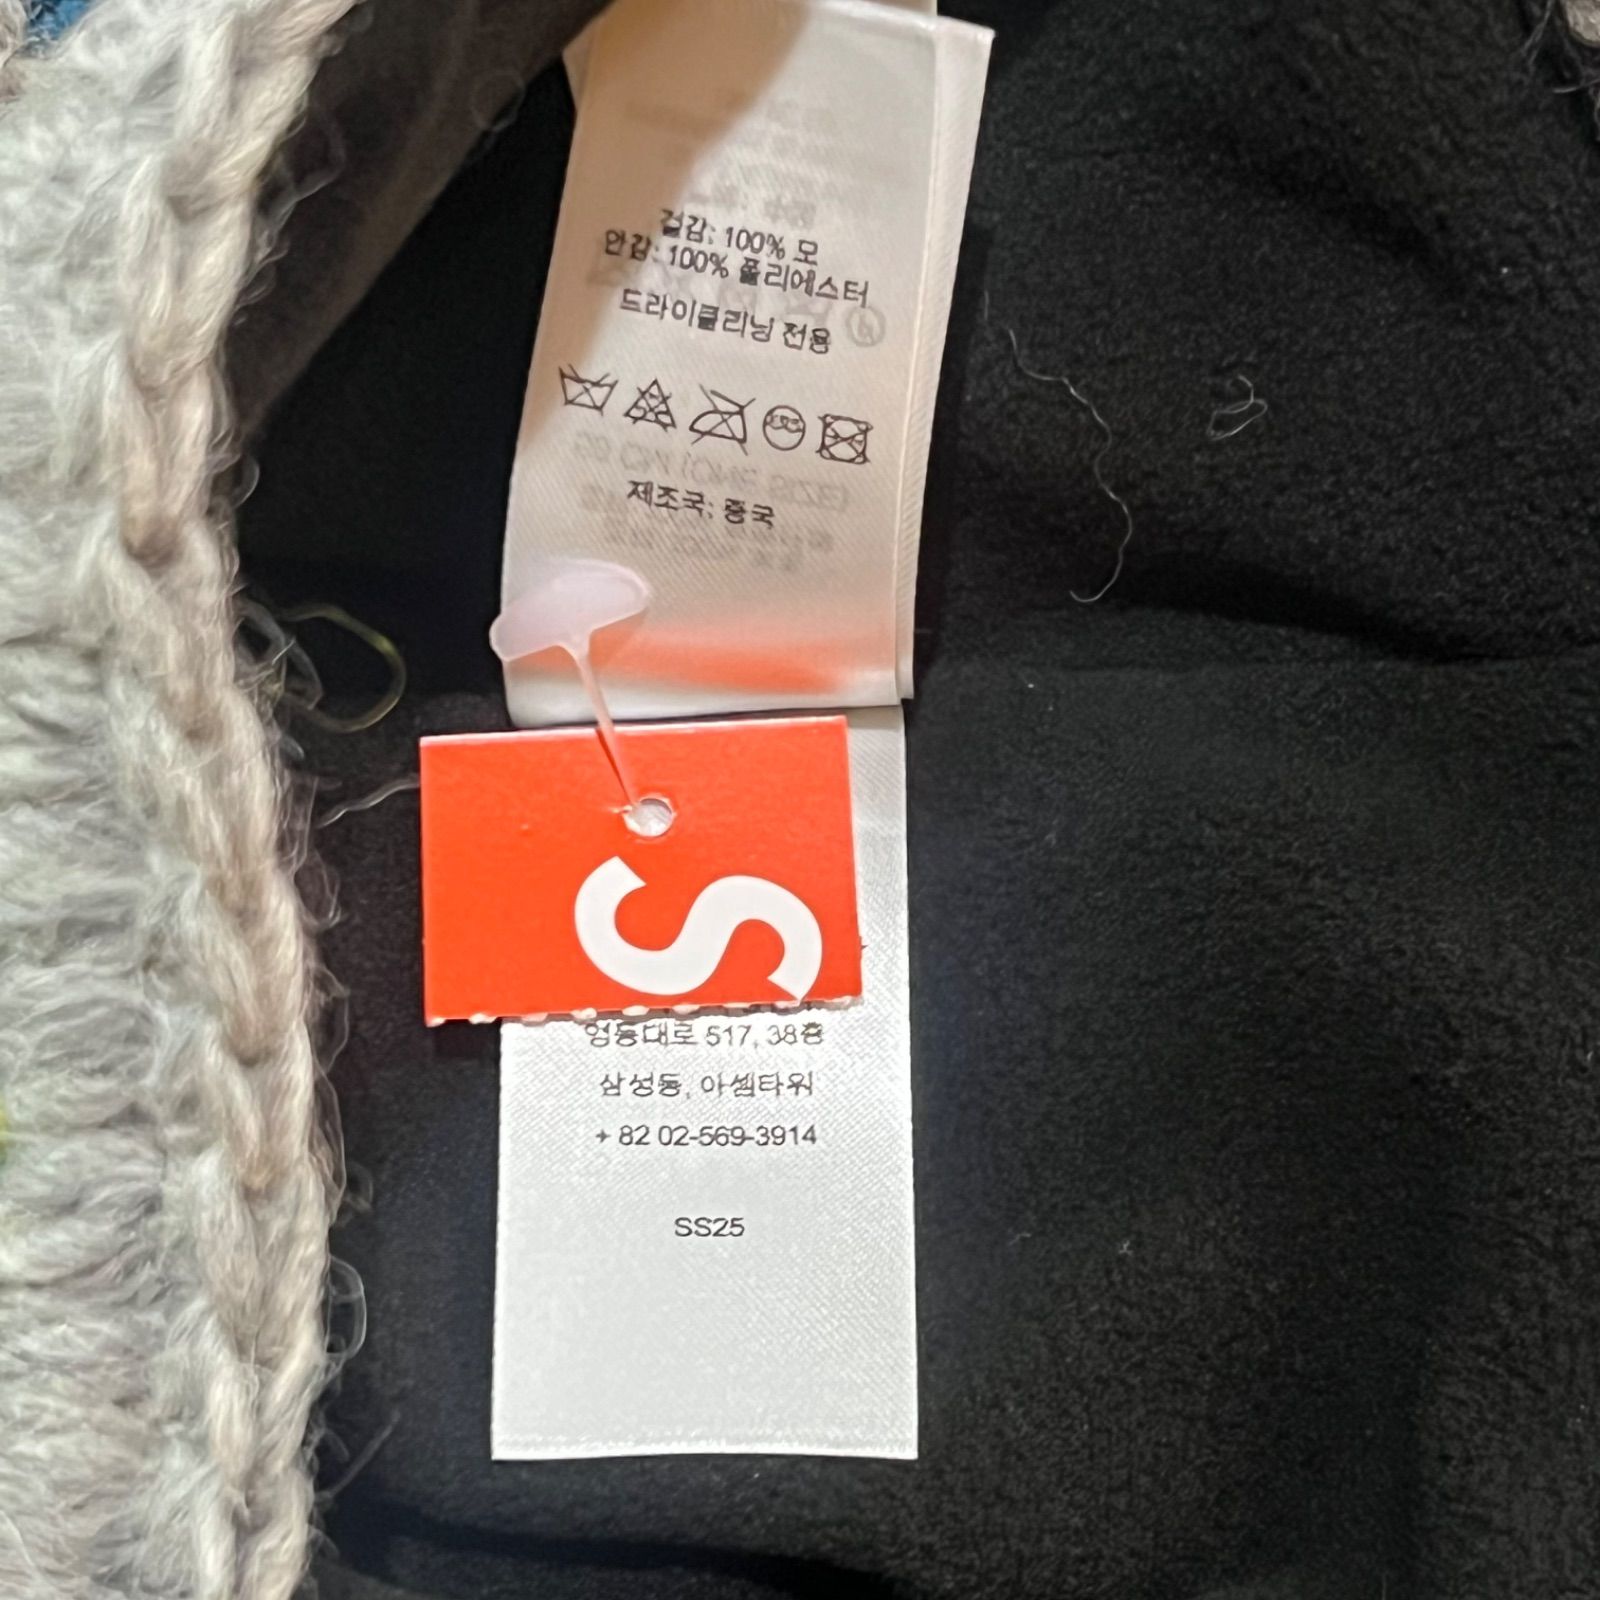 겉감: 100% 모
안감: 100% 폴리에스터
드라이클리닝 전용
제조국: 중국
S
영동대로 517, 38층
삼성동, 아셈타워
+ 82 02-569-3914
SS25